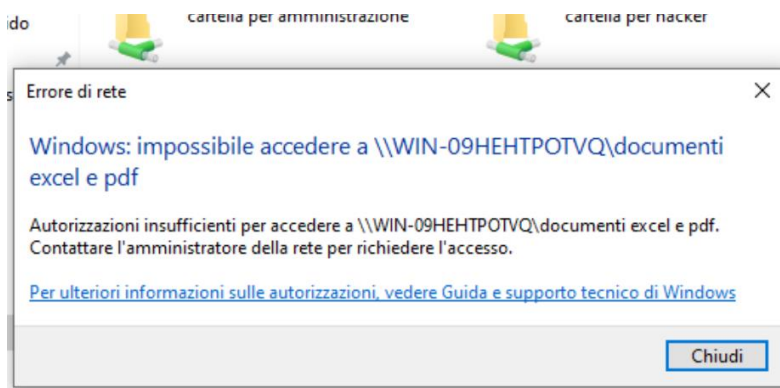 ido
cartella per amministrazione
cartella per hacker
s
Errore di rete
Windows: impossibile accedere a \\WIN-09HEHTPOTVQ\documenti
excel e pdf
Autorizzazioni insufficienti per accedere a \\WIN-09HEHTPOTVQ\documenti excel e pdf.
Contattare l'amministratore della rete per richiedere l'accesso.
Per ulteriori informazioni sulle autorizzazioni, vedere Guida e supporto tecnico di Windows
Chiudi